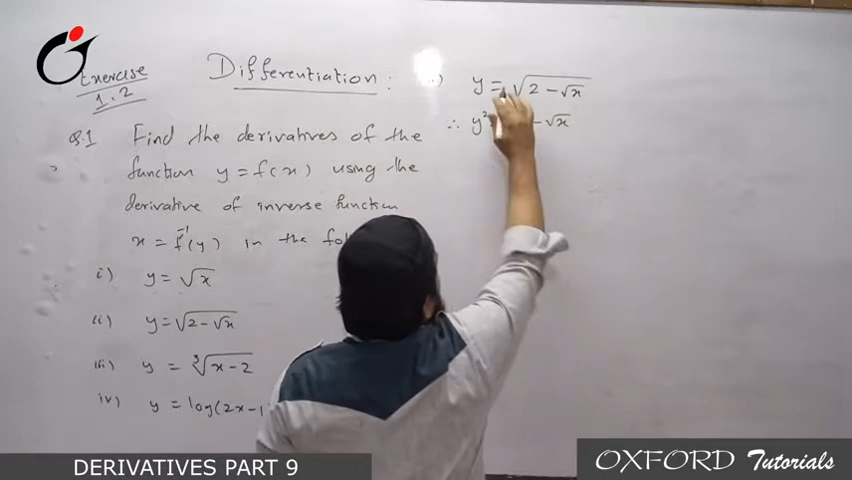 Exercise
1.2
Differentiation :
Q.1 Find the derivatives of the
function y = f(x) using the
derivative of inverse function
x = f⁻¹(y) in the
i) y = √x
ii) y = √(2 − √x)
iii) y = ∛(x − 2)
iv) y = log(2x − 1
y = √(2 − √x)
∴ y² − √x
DERIVATIVES PART 9
OXFORD Tutorials